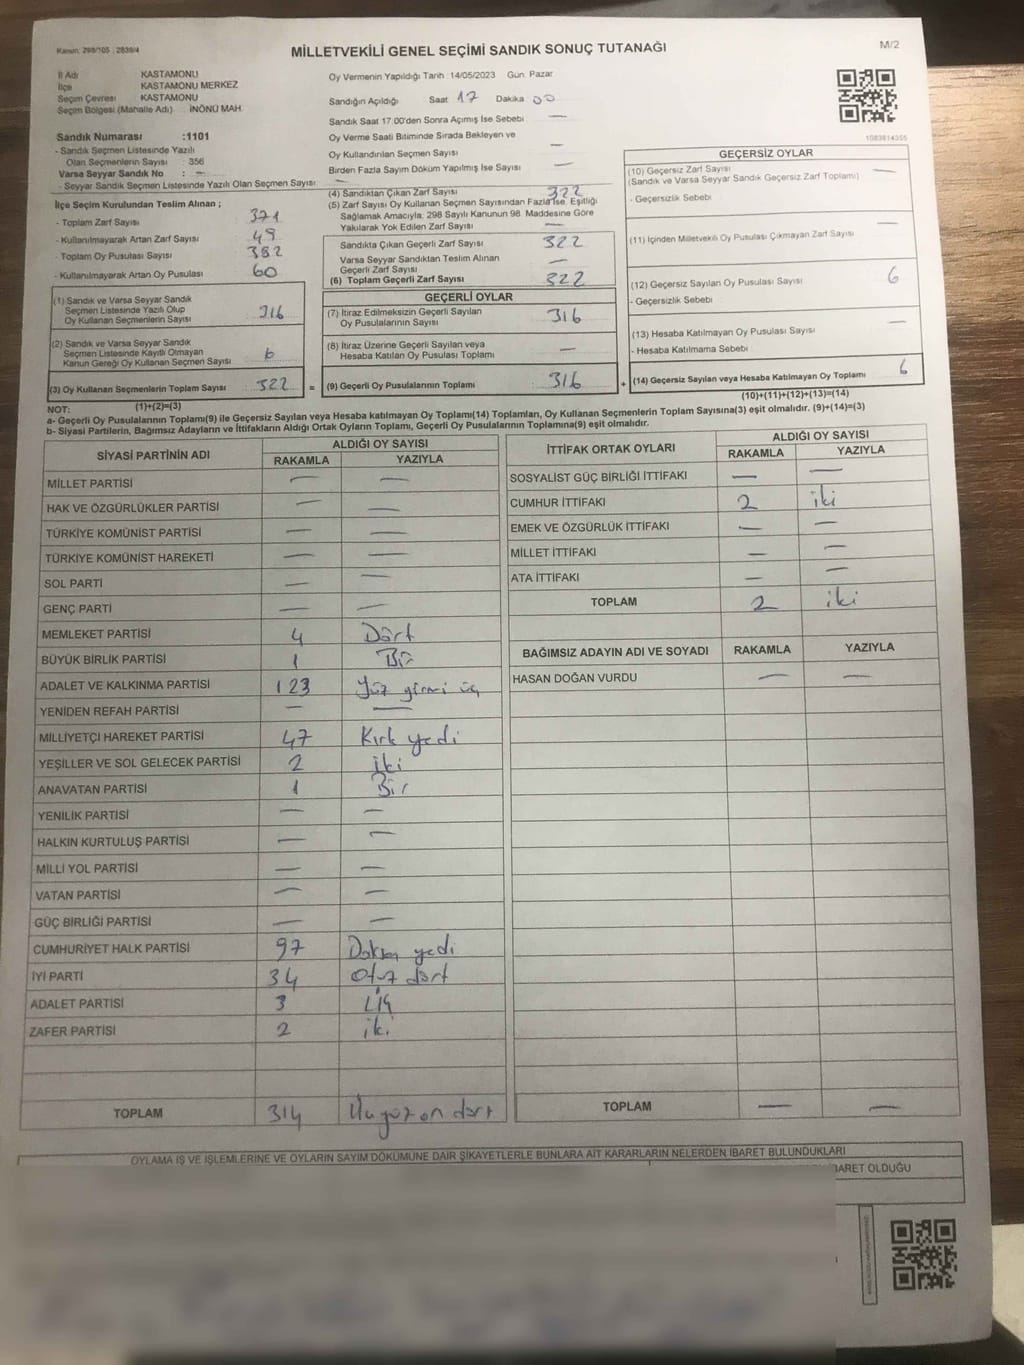 Kanun: 298/105 ; 2839/4
MİLLETVEKİLİ GENEL SEÇİMİ SANDIK SONUÇ TUTANAĞI
M/2
İl Adı KASTAMONU
İlçe KASTAMONU MERKEZ
Seçim Çevresi KASTAMONU
Seçim Bölgesi (Mahalle Adı) : İNÖNÜ MAH.
Sandık Numarası :1101
- Sandık Seçmen Listesinde Yazılı
Olan Seçmenlerin Sayısı : 356
Varsa Seyyar Sandık No : —
- Seyyar Sandık Seçmen Listesinde Yazılı Olan Seçmen Sayısı: —
Oy Vermenin Yapıldığı Tarih :14/05/2023 Gün: Pazar
Sandığın Açıldığı Saat 17 Dakika 00
Sandık Saat 17:00'den Sonra Açımış İse Sebebi —
Oy Verme Saati Bitiminde Sırada Bekleyen ve
Oy Kullandırılan Seçmen Sayısı —
Birden Fazla Sayım Döküm Yapılmış İse Sayısı —
1083814355
İlçe Seçim Kurulundan Teslim Alınan ;
- Toplam Zarf Sayısı 371
- Kullanılmayarak Artan Zarf Sayısı 49
- Toplam Oy Pusulası Sayısı 382
- Kullanılmayarak Artan Oy Pusulası 60
(1) Sandık ve Varsa Seyyar Sandık
Seçmen Listesinde Yazılı Olup
Oy Kullanan Seçmenlerin Sayısı 316
(2) Sandık ve Varsa Seyyar Sandık
Seçmen Listesinde Kayıtlı Olmayan
Kanun Gereği Oy Kullanan Seçmen Sayısı 6
(3) Oy Kullanan Seçmenlerin Toplam Sayısı 322 =
(1)+(2)=(3)
(4) Sandıktan Çıkan Zarf Sayısı 322
(5) Zarf Sayısı Oy Kullanan Seçmen Sayısından Fazla İse, Eşitliği
Sağlamak Amacıyla, 298 Sayılı Kanunun 98. Maddesine Göre
Yakılarak Yok Edilen Zarf Sayısı —
Sandıkta Çıkan Geçerli Zarf Sayısı 322
Varsa Seyyar Sandıktan Teslim Alınan
Geçerli Zarf Sayısı —
(6) Toplam Geçerli Zarf Sayısı 322
GEÇERLİ OYLAR
(7) İtiraz Edilmeksizin Geçerli Sayılan
Oy Pusulalarının Sayısı 316
(8) İtiraz Üzerine Geçerli Sayılan veya
Hesaba Katılan Oy Pusulası Toplamı —
(9) Geçerli Oy Pusulalarının Toplamı : 316 +
GEÇERSİZ OYLAR
(10) Geçersiz Zarf Sayısı —
(Sandık ve Varsa Seyyar Sandık Geçersiz Zarf Toplamı)
- Geçersizlik Sebebi
(11) İçinden Milletvekili Oy Pusulası Çıkmayan Zarf Sayısı —
(12) Geçersiz Sayılan Oy Pusulası Sayısı 6
- Geçersizlik Sebebi
(13) Hesaba Katılmayan Oy Pusulası Sayısı —
- Hesaba Katılmama Sebebi
(14) Geçersiz Sayılan veya Hesaba Katılmayan Oy Toplamı 6
(10)+(11)+(12)+(13)=(14)
NOT:
a- Geçerli Oy Pusulalarının Toplamı(9) ile Geçersiz Sayılan veya Hesaba katılmayan Oy Toplamı(14) Toplamları, Oy Kullanan Seçmenlerin Toplam Sayısına(3) eşit olmalıdır. (9)+(14)=(3)
b- Siyasi Partilerin, Bağımsız Adayların ve İttifakların Aldığı Ortak Oyların Toplamı, Geçerli Oy Pusulalarının Toplamına(9) eşit olmalıdır.
SİYASİ PARTİNİN ADI ALDIĞI OY SAYISI
RAKAMLA YAZIYLA
MİLLET PARTİSİ — —
HAK VE ÖZGÜRLÜKLER PARTİSİ — —
TÜRKİYE KOMÜNİST PARTİSİ — —
TÜRKİYE KOMÜNİST HAREKETİ — —
SOL PARTİ — —
GENÇ PARTİ — —
MEMLEKET PARTİSİ 4 Dört
BÜYÜK BİRLİK PARTİSİ 1 Bir
ADALET VE KALKINMA PARTİSİ 123 Yüz yirmi üç
YENİDEN REFAH PARTİSİ — —
MİLLİYETÇİ HAREKET PARTİSİ 47 Kırk yedi
YEŞİLLER VE SOL GELECEK PARTİSİ 2 İki
ANAVATAN PARTİSİ 1 Bir
YENİLİK PARTİSİ — —
HALKIN KURTULUŞ PARTİSİ — —
MİLLİ YOL PARTİSİ — —
VATAN PARTİSİ — —
GÜÇ BİRLİĞİ PARTİSİ — —
CUMHURİYET HALK PARTİSİ 97 Doksan yedi
İYİ PARTİ 34 Otuz dört
ADALET PARTİSİ 3 Üç
ZAFER PARTİSİ 2 iki
TOPLAM 314 Üçyüz on dört
İTTİFAK ORTAK OYLARI ALDIĞI OY SAYISI
RAKAMLA YAZIYLA
SOSYALİST GÜÇ BİRLİĞİ İTTİFAKI — —
CUMHUR İTTİFAKI 2 iki
EMEK VE ÖZGÜRLÜK İTTİFAKI — —
MİLLET İTTİFAKI — —
ATA İTTİFAKI — —
TOPLAM 2 iki
BAĞIMSIZ ADAYIN ADI VE SOYADI RAKAMLA YAZIYLA
HASAN DOĞAN VURDU — —
TOPLAM — —
OYLAMA İŞ VE İŞLEMLERİNE VE OYLARIN SAYIM DÖKÜMÜNE DAİR ŞİKAYETLERLE BUNLARA AİT KARARLARIN NELERDEN İBARET BULUNDUKLARI
BARET OLDUĞU